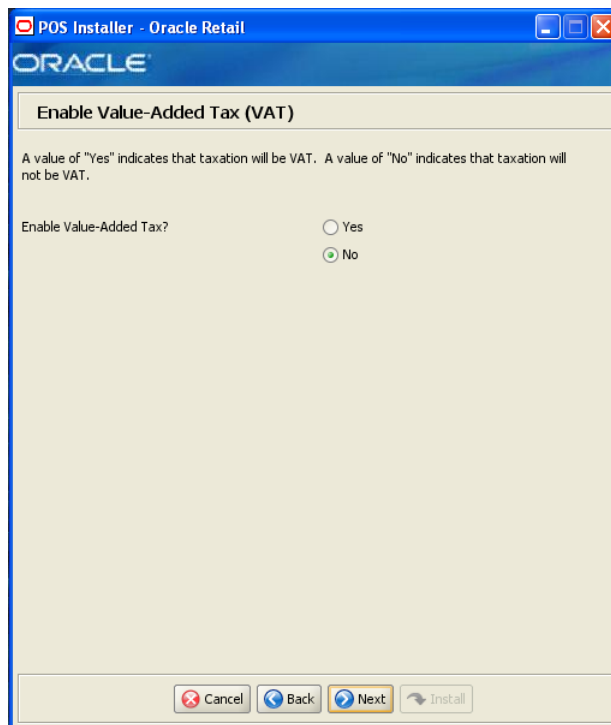 POS Installer - Oracle Retail
ORACLE
Enable Value-Added Tax (VAT)
A value of "Yes" indicates that taxation will be VAT. A value of "No" indicates that taxation will
not be VAT.
Enable Value-Added Tax? Yes
No
Cancel Back Next Install